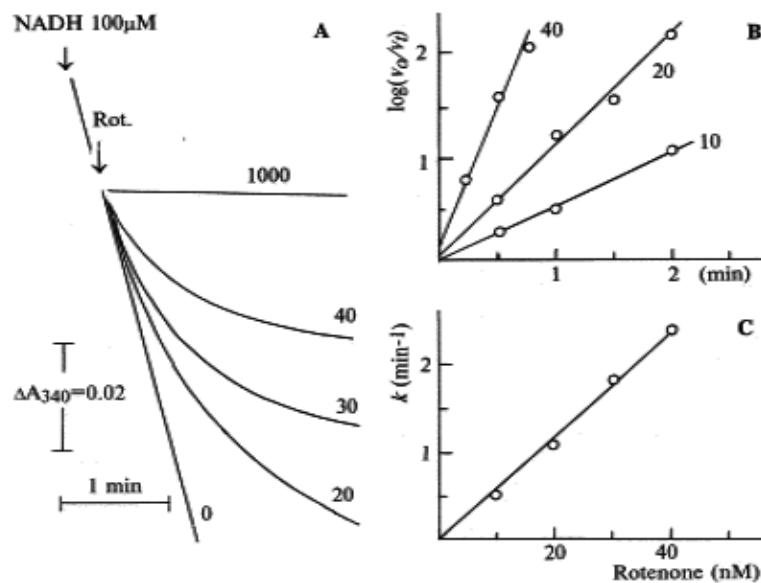 NADH 100μM
A
Rot.
1000
40
30
20
0
ΔA340=0.02
1 min
B
log(v0/vi)
2
1
40
20
10
1
2
(min)
C
k (min-1)
2
1
20
40
Rotenone (nM)